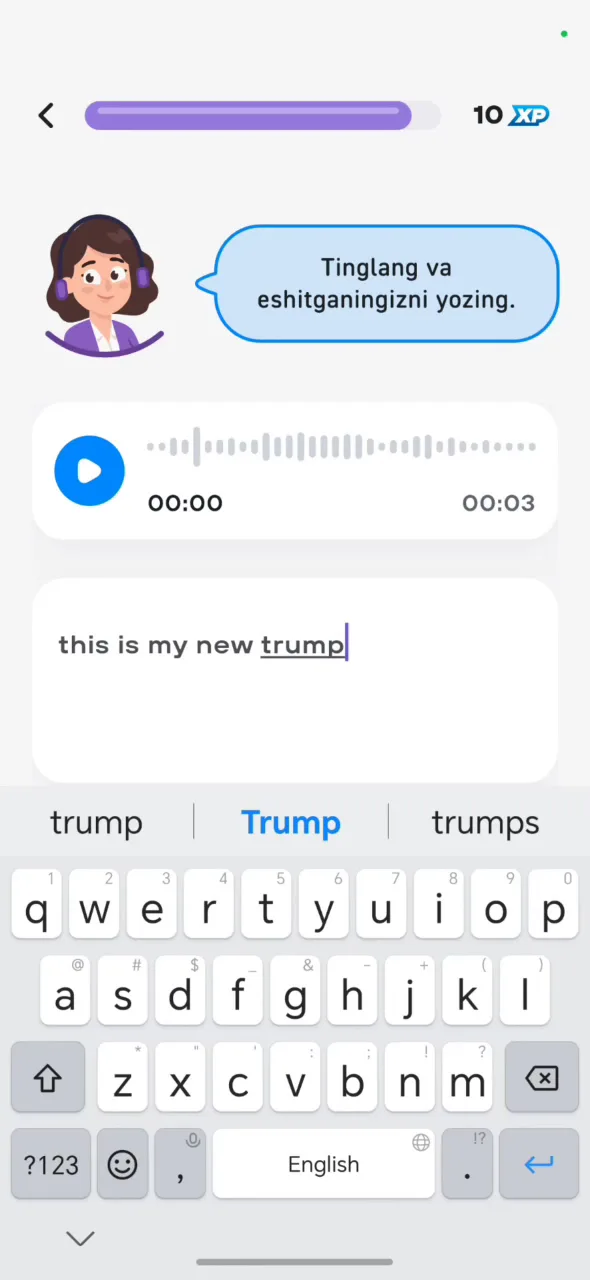 10 XP
Tinglang va
eshitganingizni yozing.
00:00 00:03
this is my new trump
trump Trump trumps
1 2 3 4 5 6 7 8 9 0
q w e r t y u i o p
@ # $ _ & - + ( )
a s d f g h j k l
* " ' : ; ! ?
z x c v b n m
!?
?123 , English .